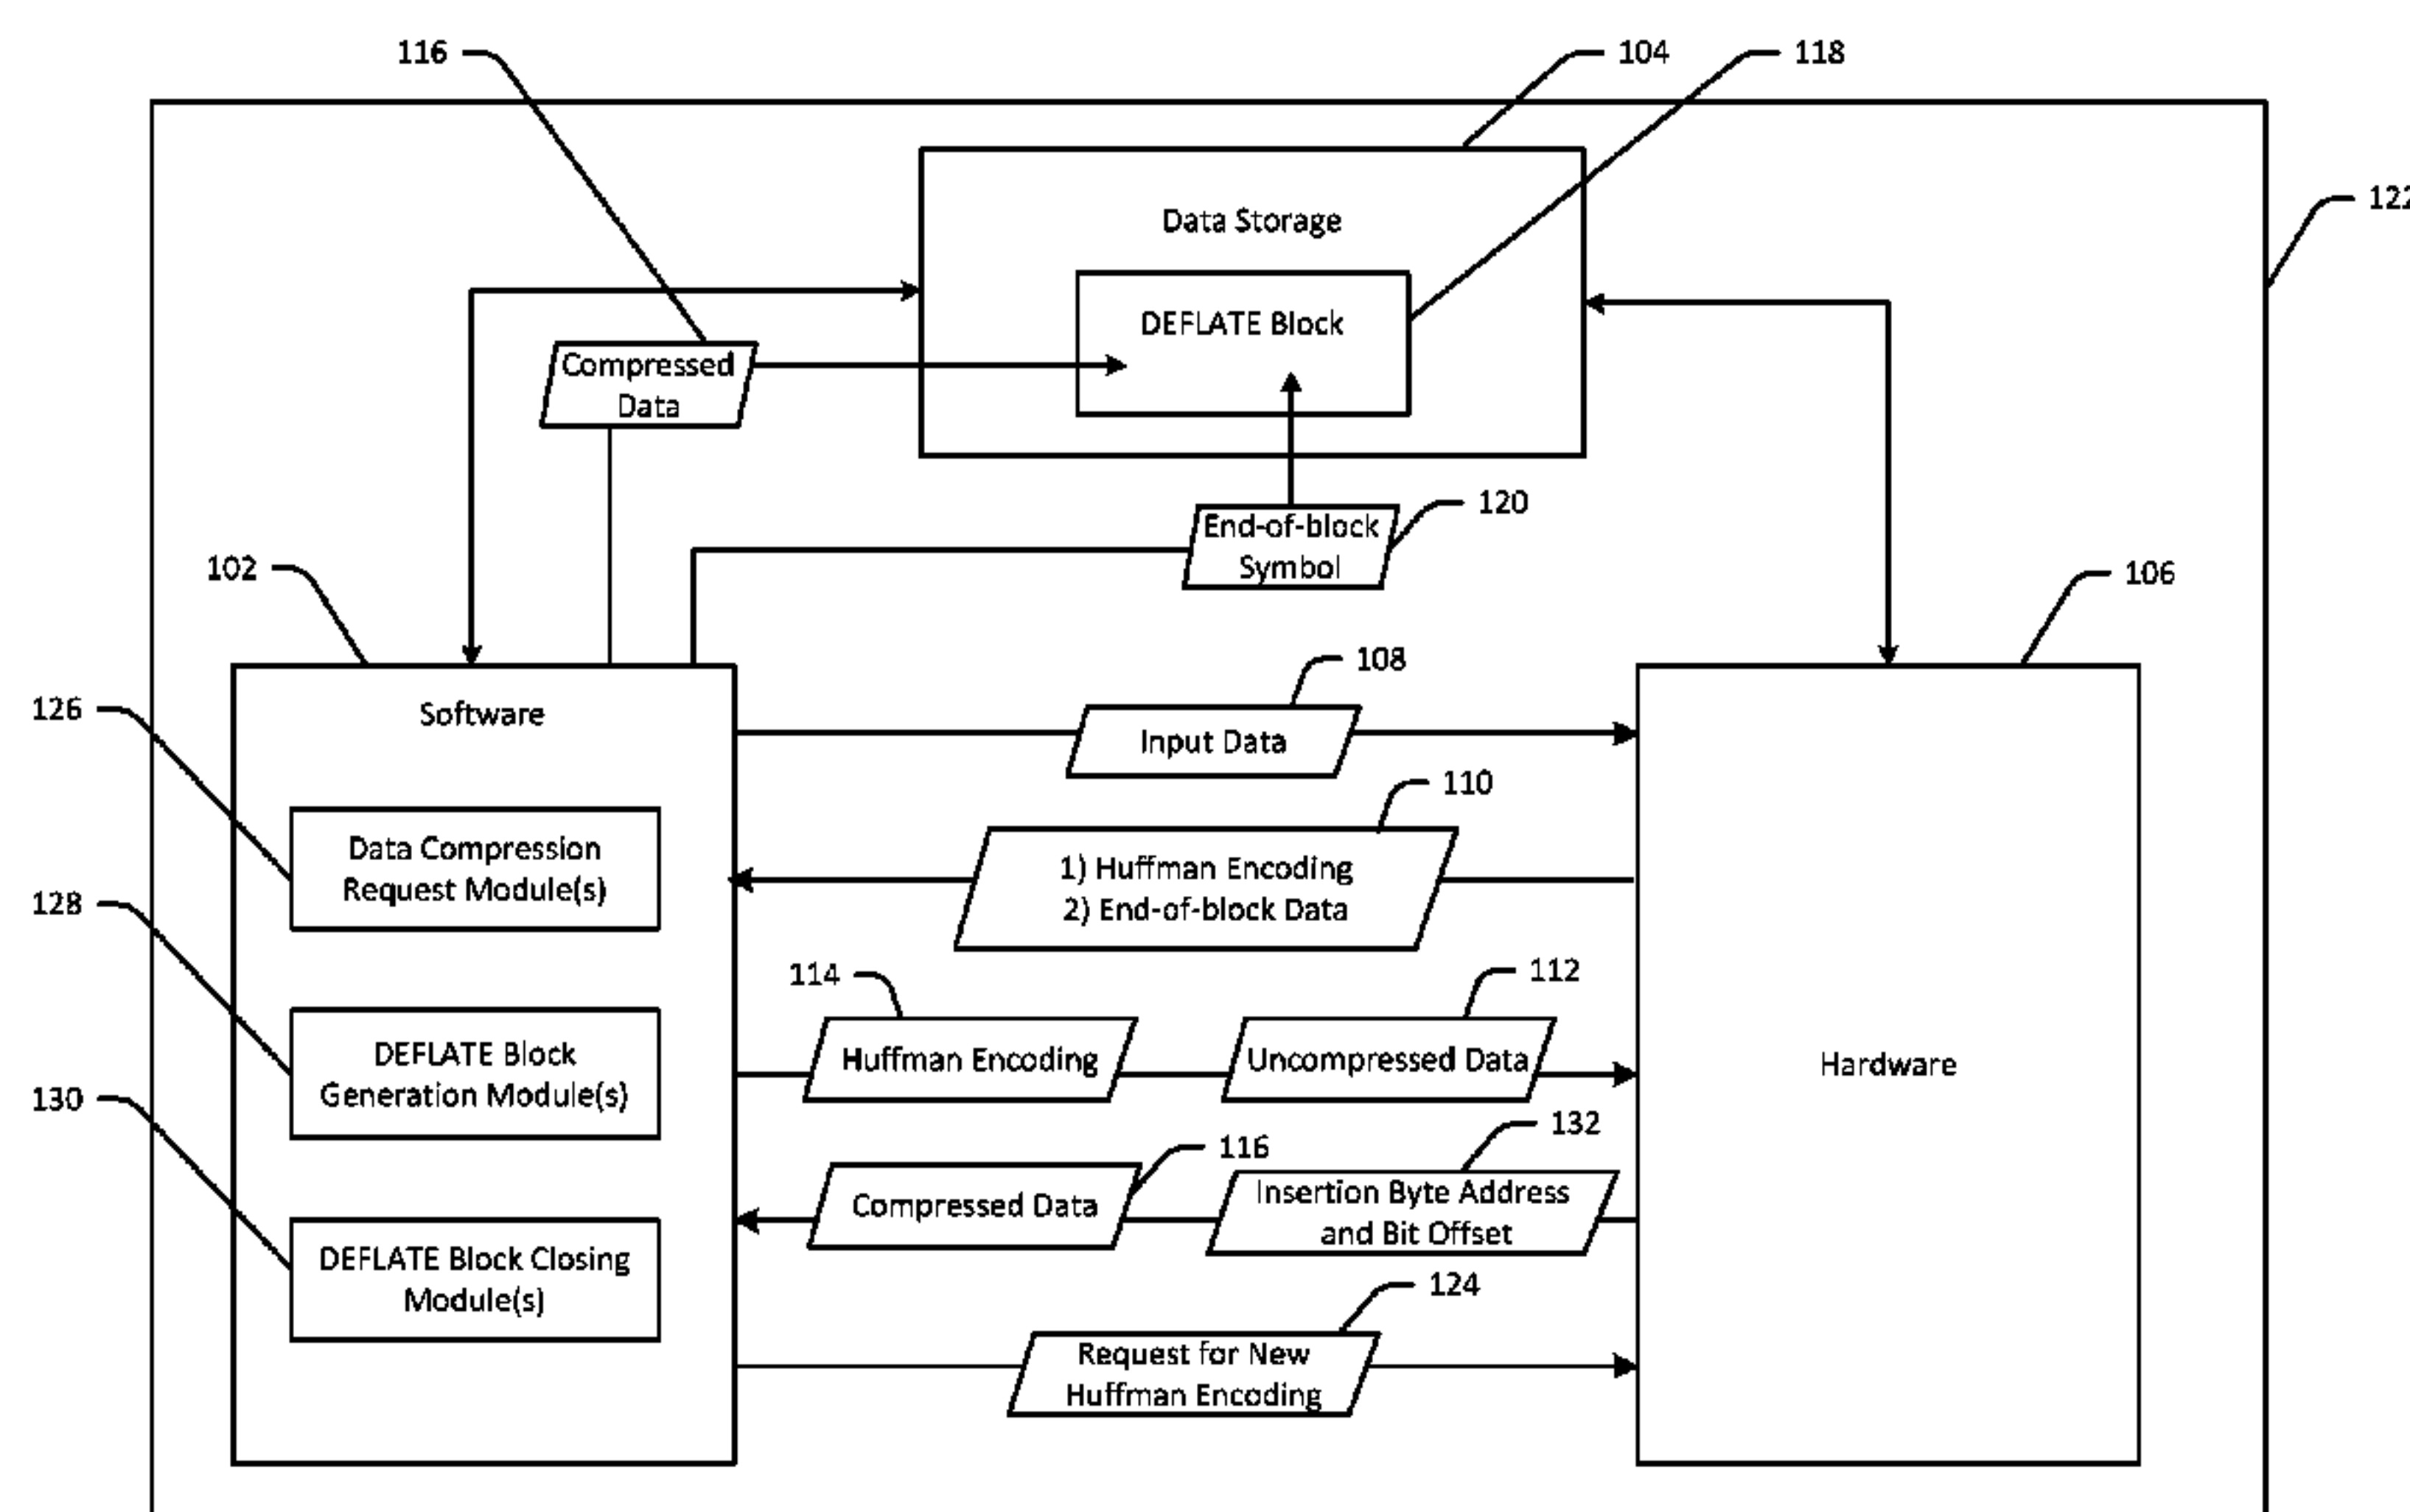 116
104
118
122
Data Storage
DEFLATE Block
Compressed
Data
120
End-of-block
Symbol
102
106
108
126
Software
Input Data
110
Data Compression
Request Module(s)
1) Huffman Encoding
2) End-of-block Data
128
114
112
DEFLATE Block
Generation Module(s)
Huffman Encoding
Uncompressed Data
Hardware
130
132
116
Compressed Data
Insertion Byte Address
and Bit Offset
DEFLATE Block Closing
Module(s)
124
Request for New
Huffman Encoding